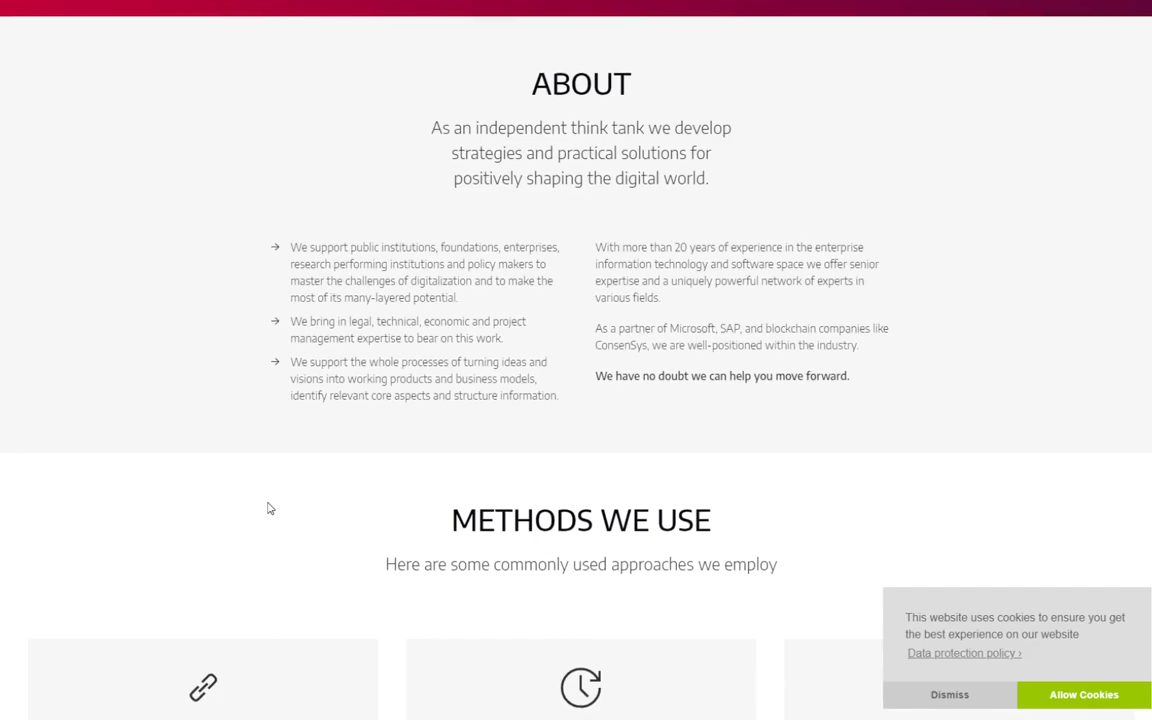 ABOUT
As an independent think tank we develop
strategies and practical solutions for
positively shaping the digital world.
We support public institutions, foundations, enterprises,
research performing institutions and policy makers to
master the challenges of digitalization and to make the
most of its many-layered potential.
We bring in legal, technical, economic and project
management expertise to bear on this work.
We support the whole processes of turning ideas and
visions into working products and business models,
identify relevant core aspects and structure information.
With more than 20 years of experience in the enterprise
information technology and software space we offer senior
expertise and a uniquely powerful network of experts in
various fields.
As a partner of Microsoft, SAP, and blockchain companies like
ConsenSys, we are well-positioned within the industry.
We have no doubt we can help you move forward.
METHODS WE USE
Here are some commonly used approaches we employ
This website uses cookies to ensure you get
the best experience on our website
Data protection policy ›
Dismiss
Allow Cookies